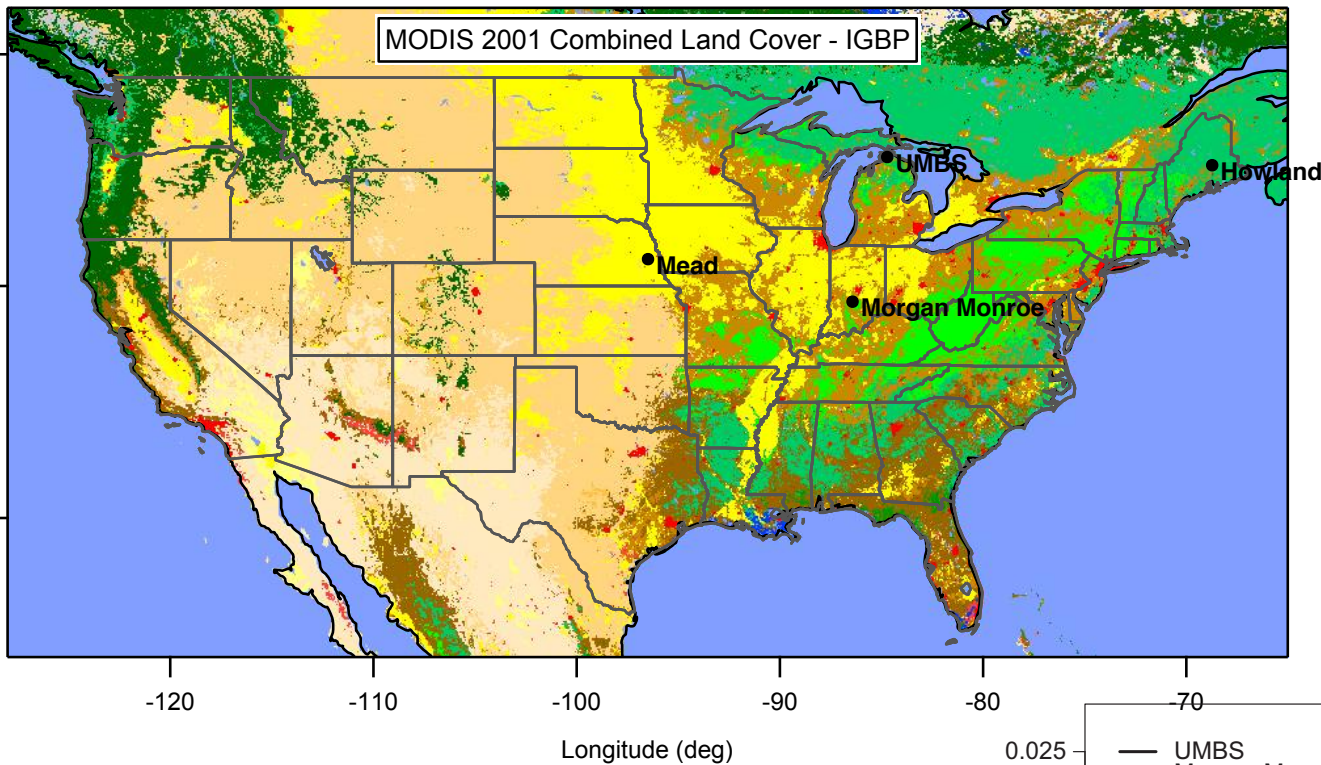 MODIS 2001 Combined Land Cover - IGBP
UMBS
Howland
Mead
Morgan Monroe
-120 -110 -100 -90 -80 -70
Longitude (deg)
0.025
UMBS